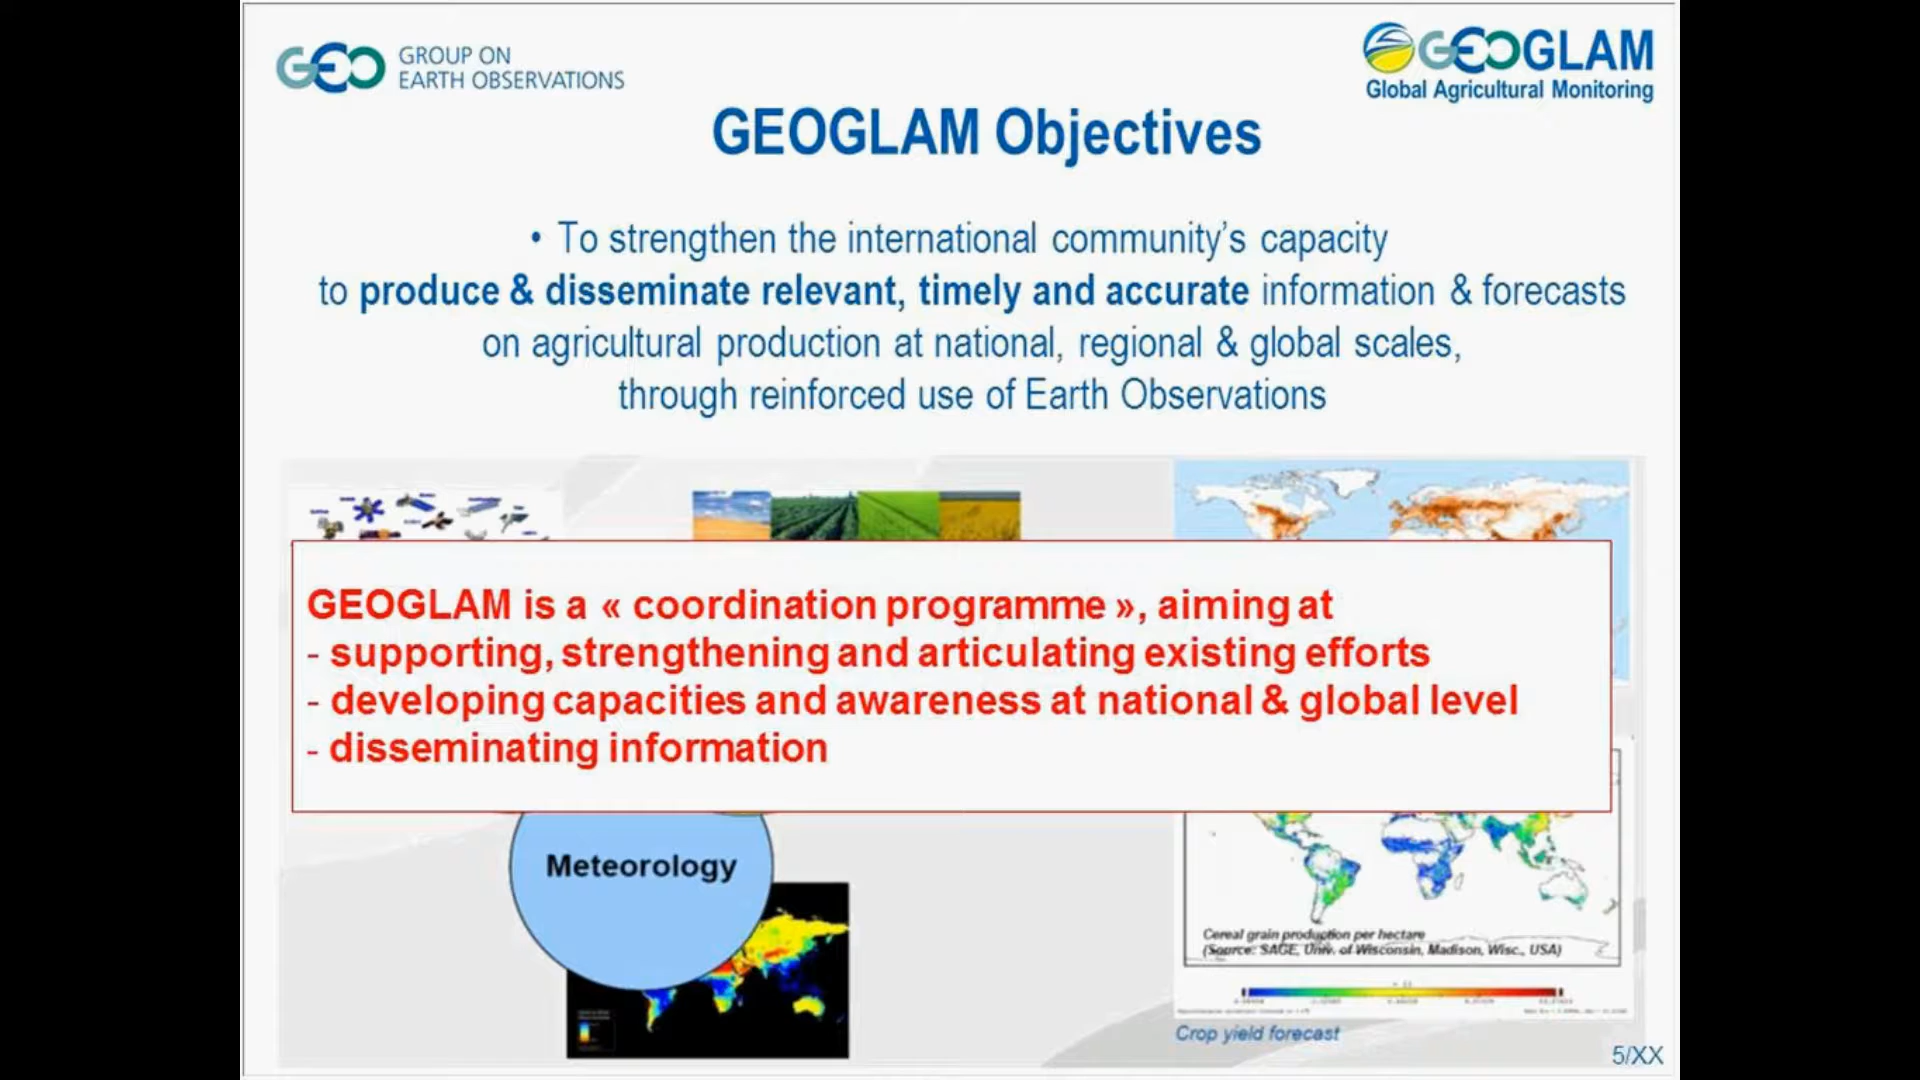 GEO GROUP ON
EARTH OBSERVATIONS
GEOGLAM
Global Agricultural Monitoring
GEOGLAM Objectives
• To strengthen the international community's capacity
to produce & disseminate relevant, timely and accurate information & forecasts
on agricultural production at national, regional & global scales,
through reinforced use of Earth Observations
GEOGLAM is a « coordination programme », aiming at
- supporting, strengthening and articulating existing efforts
- developing capacities and awareness at national & global level
- disseminating information
Meteorology
Cereal grain production per hectare
(Source: SAGE, Univ. of Wisconsin, Madison, Wisc., USA)
Crop yield forecast
5/XX